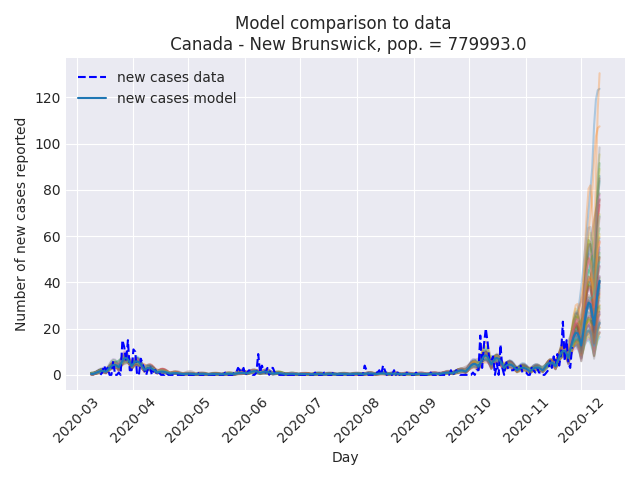 Model comparison to data
Canada - New Brunswick, pop. = 779993.0
new cases data
new cases model
Number of new cases reported
120
100
80
60
40
20
0
2020-03
2020-04
2020-05
2020-06
2020-07
2020-08
2020-09
2020-10
2020-11
2020-12
Day